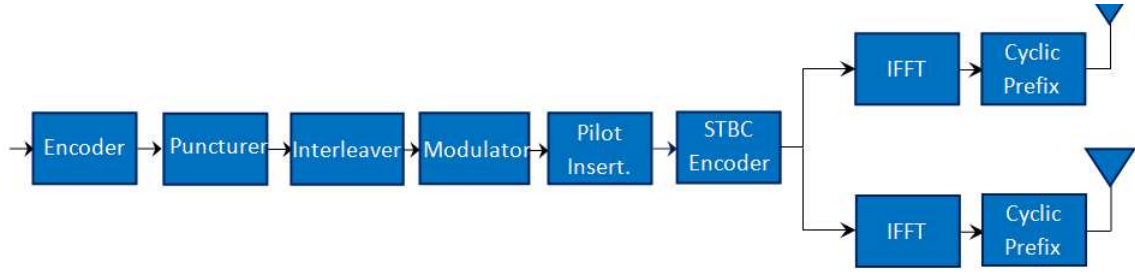 Encoder
Puncturer
Interleaver
Modulator
Pilot
Insert.
STBC
Encoder
IFFT
Cyclic
Prefix
IFFT
Cyclic
Prefix